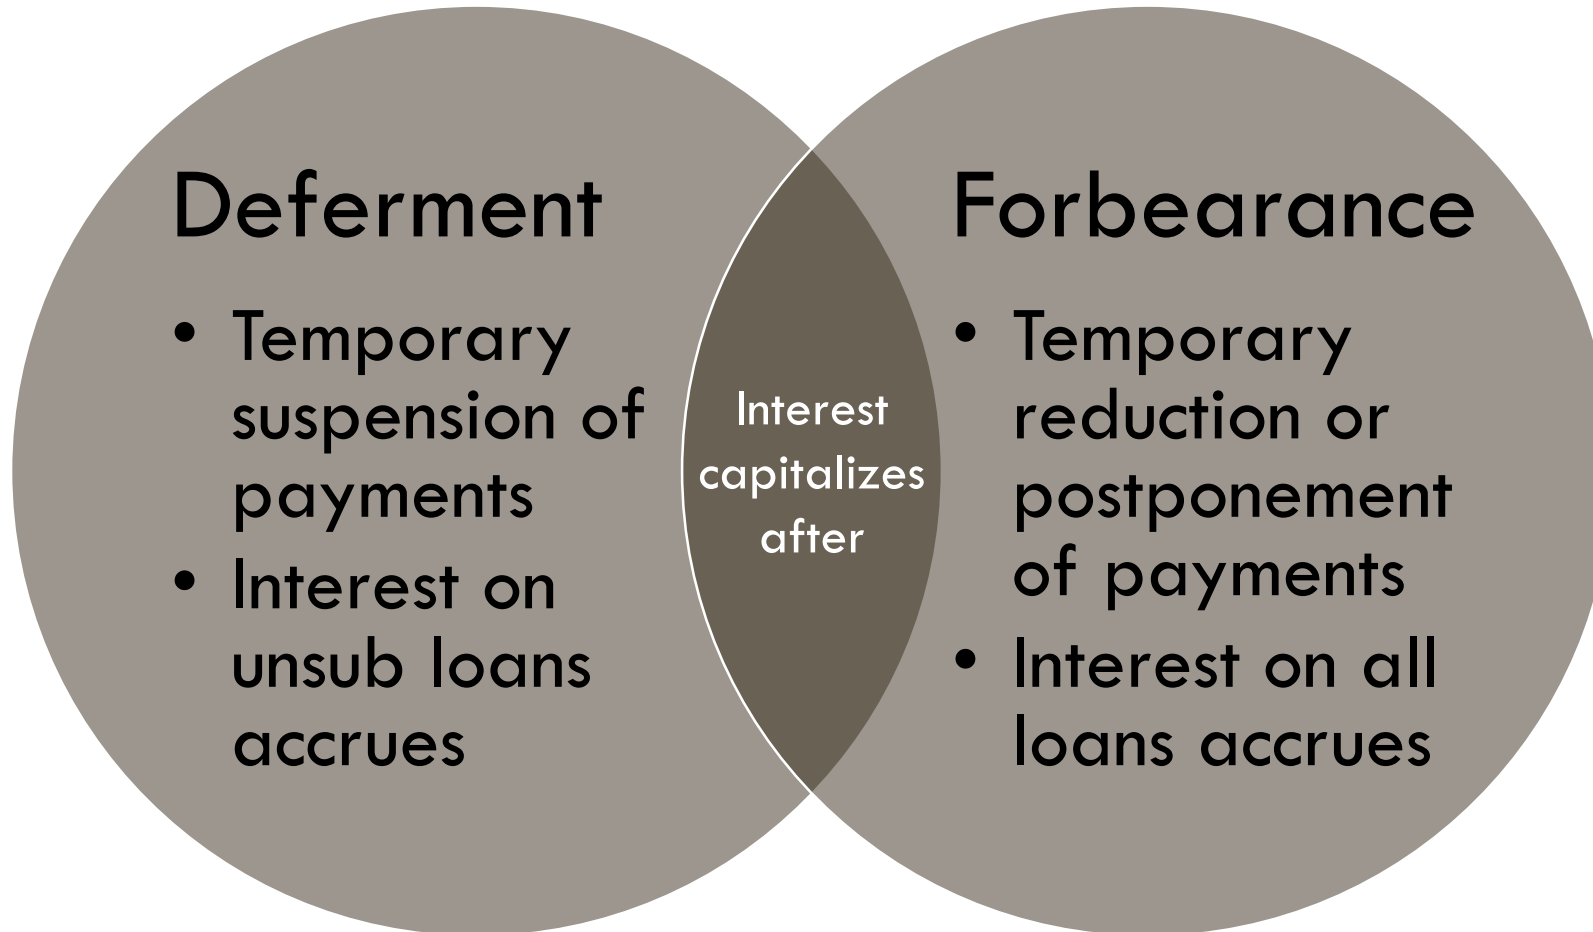 Deferment
• Temporary
suspension of
payments
• Interest on
unsub loans
accrues
Interest
capitalizes
after
Forbearance
• Temporary
reduction or
postponement
of payments
• Interest on all
loans accrues